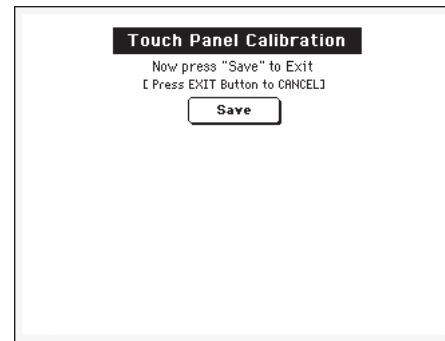 Touch Panel Calibration
Now press "Save" to Exit
[ Press EXIT Button to CANCEL]
Save